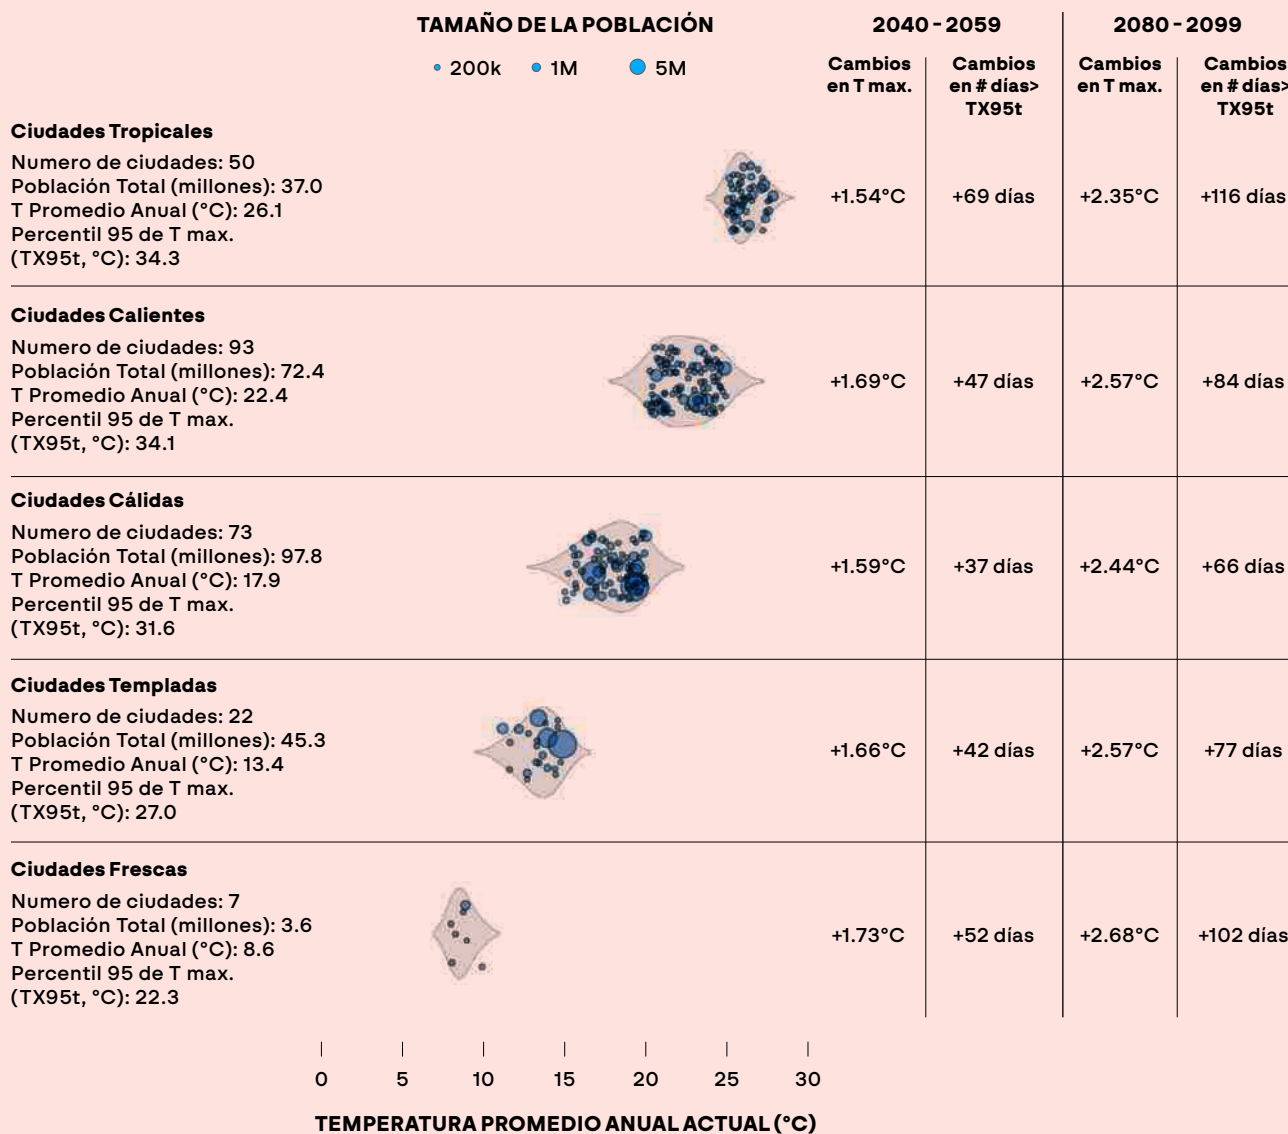 TAMAÑO DE LA POBLACIÓN
200k 1M 5M
2040 - 2059
2080 - 2099
Cambios
en T max.
Cambios
en # días>
TX95t
Cambios
en T max.
Cambios
en # días>
TX95t
Ciudades Tropicales
Numero de ciudades: 50
Población Total (millones): 37.0
T Promedio Anual (°C): 26.1
Percentil 95 de T max.
(TX95t, °C): 34.3
+1.54°C +69 días +2.35°C +116 días
Ciudades Calientes
Numero de ciudades: 93
Población Total (millones): 72.4
T Promedio Anual (°C): 22.4
Percentil 95 de T max.
(TX95t, °C): 34.1
+1.69°C +47 días +2.57°C +84 días
Ciudades Cálidas
Numero de ciudades: 73
Población Total (millones): 97.8
T Promedio Anual (°C): 17.9
Percentil 95 de T max.
(TX95t, °C): 31.6
+1.59°C +37 días +2.44°C +66 días
Ciudades Templadas
Numero de ciudades: 22
Población Total (millones): 45.3
T Promedio Anual (°C): 13.4
Percentil 95 de T max.
(TX95t, °C): 27.0
+1.66°C +42 días +2.57°C +77 días
Ciudades Frescas
Numero de ciudades: 7
Población Total (millones): 3.6
T Promedio Anual (°C): 8.6
Percentil 95 de T max.
(TX95t, °C): 22.3
+1.73°C +52 días +2.68°C +102 días
0 5 10 15 20 25 30
TEMPERATURA PROMEDIO ANUAL ACTUAL (°C)